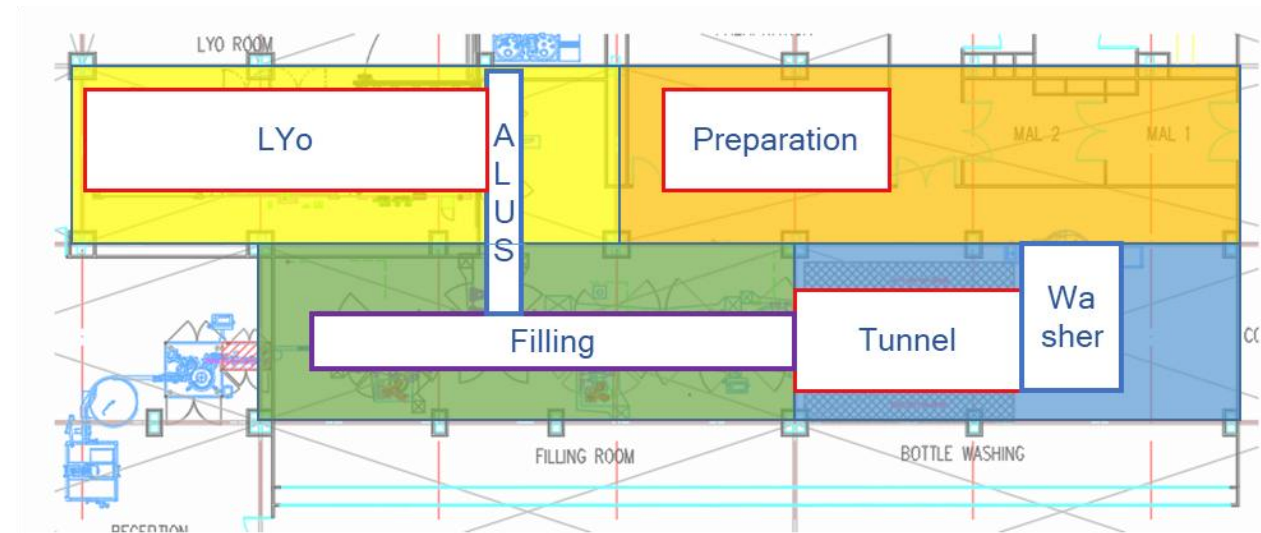 LYO ROOM
LYo
A
L
U
S
Preparation
MAL 2
MAL 1
Filling
Tunnel
Wa
sher
FILLING ROOM
BOTTLE WASHING